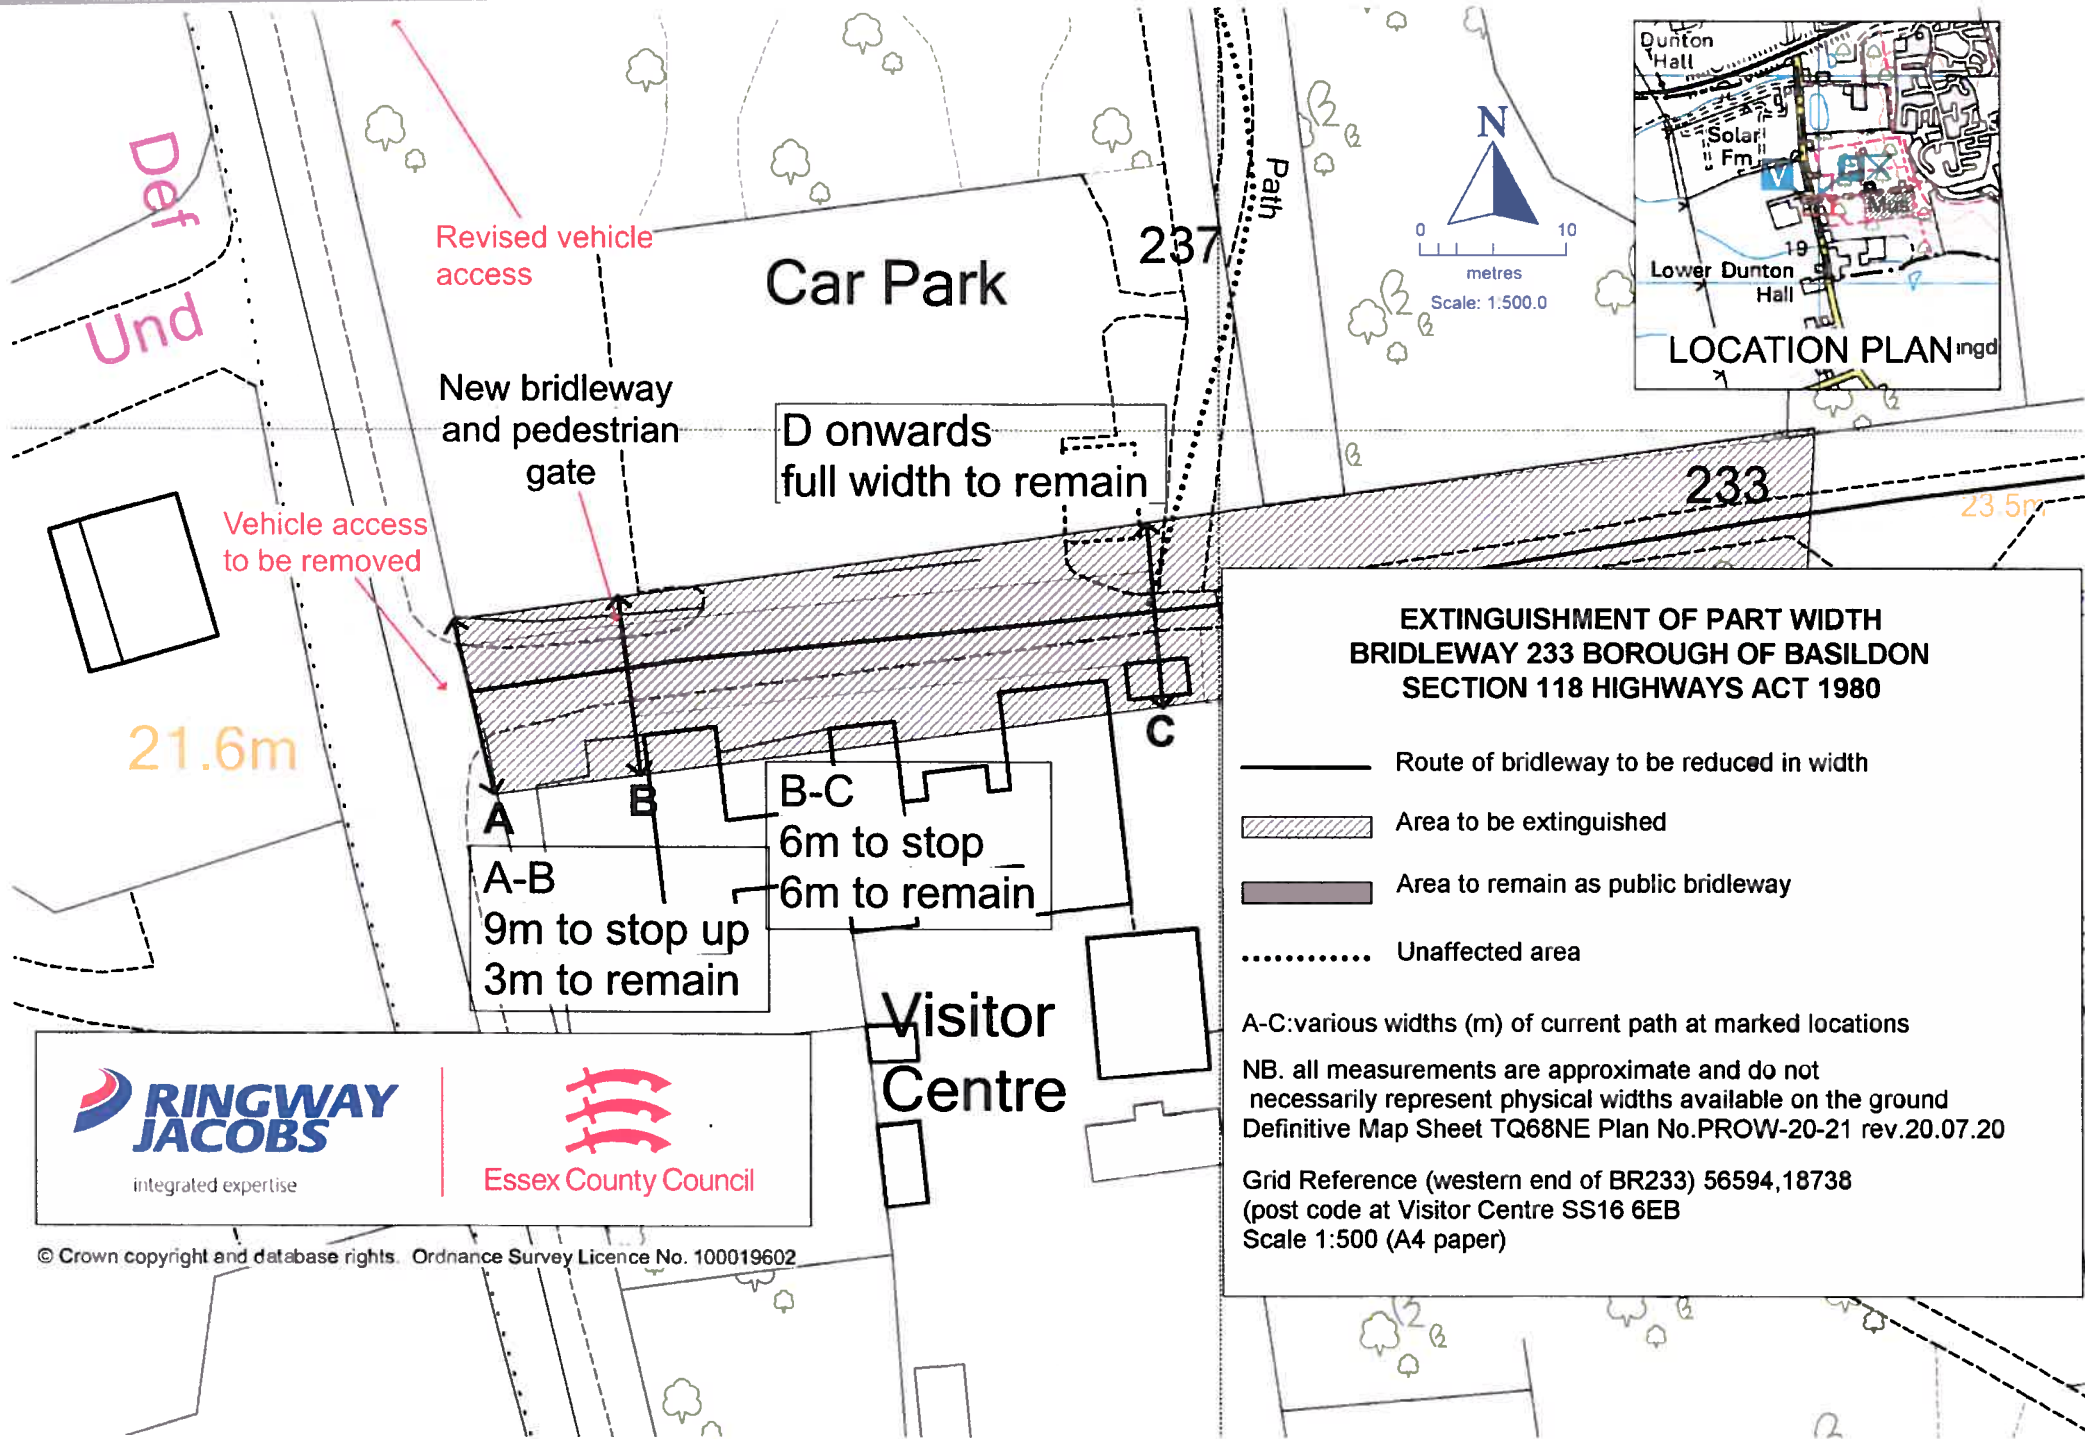 Def
Und
Revised vehicle
access
Car Park
237
Path
N
0 10
metres
Scale: 1:500.0
Dunton
Hall
Solar
Fm
V
Mus
19
Lower Dunton
Hall
LOCATION PLAN
ingd
New bridleway
and pedestrian
gate
D onwards
full width to remain
233
23.5m
Vehicle access
to be removed
21.6m
A
B
C
A-B
9m to stop up
3m to remain
B-C
6m to stop
6m to remain
Visitor
Centre
EXTINGUISHMENT OF PART WIDTH
BRIDLEWAY 233 BOROUGH OF BASILDON
SECTION 118 HIGHWAYS ACT 1980
Route of bridleway to be reduced in width
Area to be extinguished
Area to remain as public bridleway
Unaffected area
A-C:various widths (m) of current path at marked locations
NB. all measurements are approximate and do not
necessarily represent physical widths available on the ground
Definitive Map Sheet TQ68NE Plan No.PROW-20-21 rev.20.07.20
Grid Reference (western end of BR233) 56594,18738
(post code at Visitor Centre SS16 6EB
Scale 1:500 (A4 paper)
RINGWAY
JACOBS
integrated expertise
Essex County Council
© Crown copyright and database rights. Ordnance Survey Licence No. 100019602